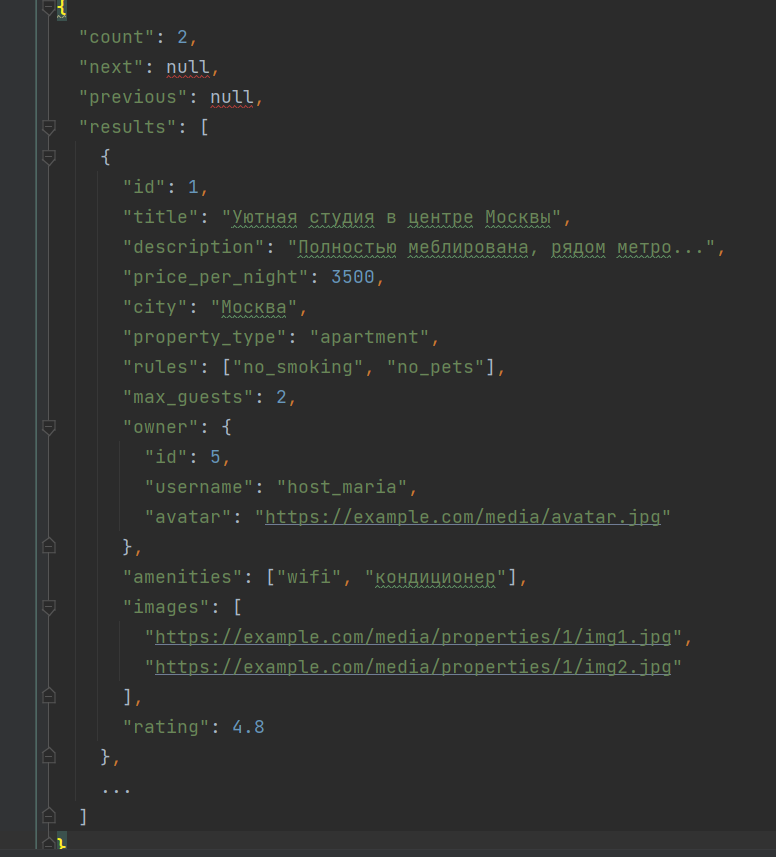 {
  "count": 2,
  "next": null,
  "previous": null,
  "results": [
    {
      "id": 1,
      "title": "Уютная студия в центре Москвы",
      "description": "Полностью меблирована, рядом метро...",
      "price_per_night": 3500,
      "city": "Москва",
      "property_type": "apartment",
      "rules": ["no_smoking", "no_pets"],
      "max_guests": 2,
      "owner": {
        "id": 5,
        "username": "host_maria",
        "avatar": "https://example.com/media/avatar.jpg"
      },
      "amenities": ["wifi", "кондиционер"],
      "images": [
        "https://example.com/media/properties/1/img1.jpg",
        "https://example.com/media/properties/1/img2.jpg"
      ],
      "rating": 4.8
    },
    ...
  ]
}